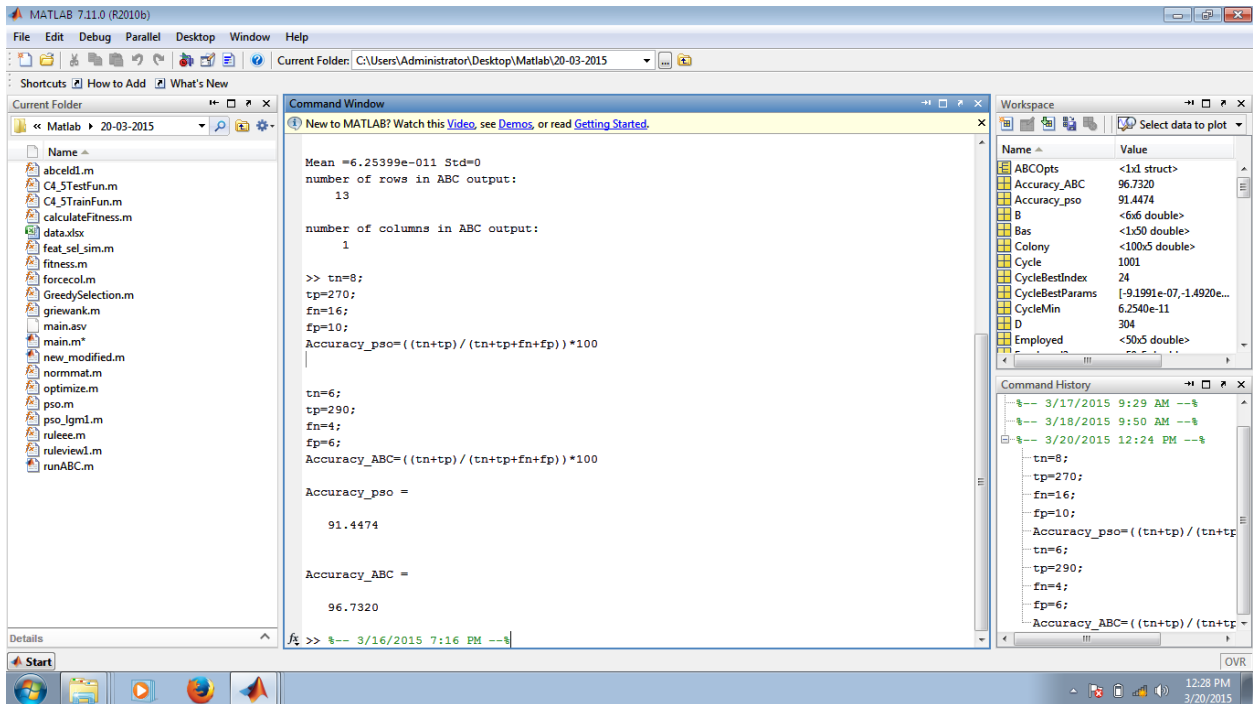 MATLAB 7.11.0 (R2010b)
File Edit Debug Parallel Desktop Window Help
Current Folder: C:\Users\Administrator\Desktop\Matlab\20-03-2015
Shortcuts How to Add What's New
Current Folder
« Matlab 20-03-2015
Name
abceld1.m
C4_5TestFun.m
C4_5TrainFun.m
calculateFitness.m
data.xlsx
feat_sel_sim.m
fitness.m
forcecol.m
GreedySelection.m
griewank.m
main.asv
main.m*
new_modified.m
normmat.m
optimize.m
pso.m
pso_lgm1.m
ruleee.m
ruleview1.m
runABC.m
Details
Command Window
New to MATLAB? Watch this Video, see Demos, or read Getting Started.
Mean =6.25399e-011 Std=0
number of rows in ABC output:
13
number of columns in ABC output:
1
>> tn=8;
tp=270;
fn=16;
fp=10;
Accuracy_pso=((tn+tp)/(tn+tp+fn+fp))*100
tn=6;
tp=290;
fn=4;
fp=6;
Accuracy_ABC=((tn+tp)/(tn+tp+fn+fp))*100
Accuracy_pso =
91.4474
Accuracy_ABC =
96.7320
fx >> %-- 3/16/2015 7:16 PM --%
Workspace
Select data to plot
Name Value
ABCOpts <1x1 struct>
Accuracy_ABC 96.7320
Accuracy_pso 91.4474
B <6x6 double>
Bas <1x50 double>
Colony <100x5 double>
Cycle 1001
CycleBestIndex 24
CycleBestParams [-9.1991e-07,-1.4920e...
CycleMin 6.2540e-11
D 304
Employed <50x5 double>
Command History
%-- 3/17/2015 9:29 AM --%
%-- 3/18/2015 9:50 AM --%
%-- 3/20/2015 12:24 PM --%
tn=8;
tp=270;
fn=16;
fp=10;
Accuracy_pso=((tn+tp)/(tn+tp
tn=6;
tp=290;
fn=4;
fp=6;
Accuracy_ABC=((tn+tp)/(tn+tp
Start
OVR
12:28 PM
3/20/2015